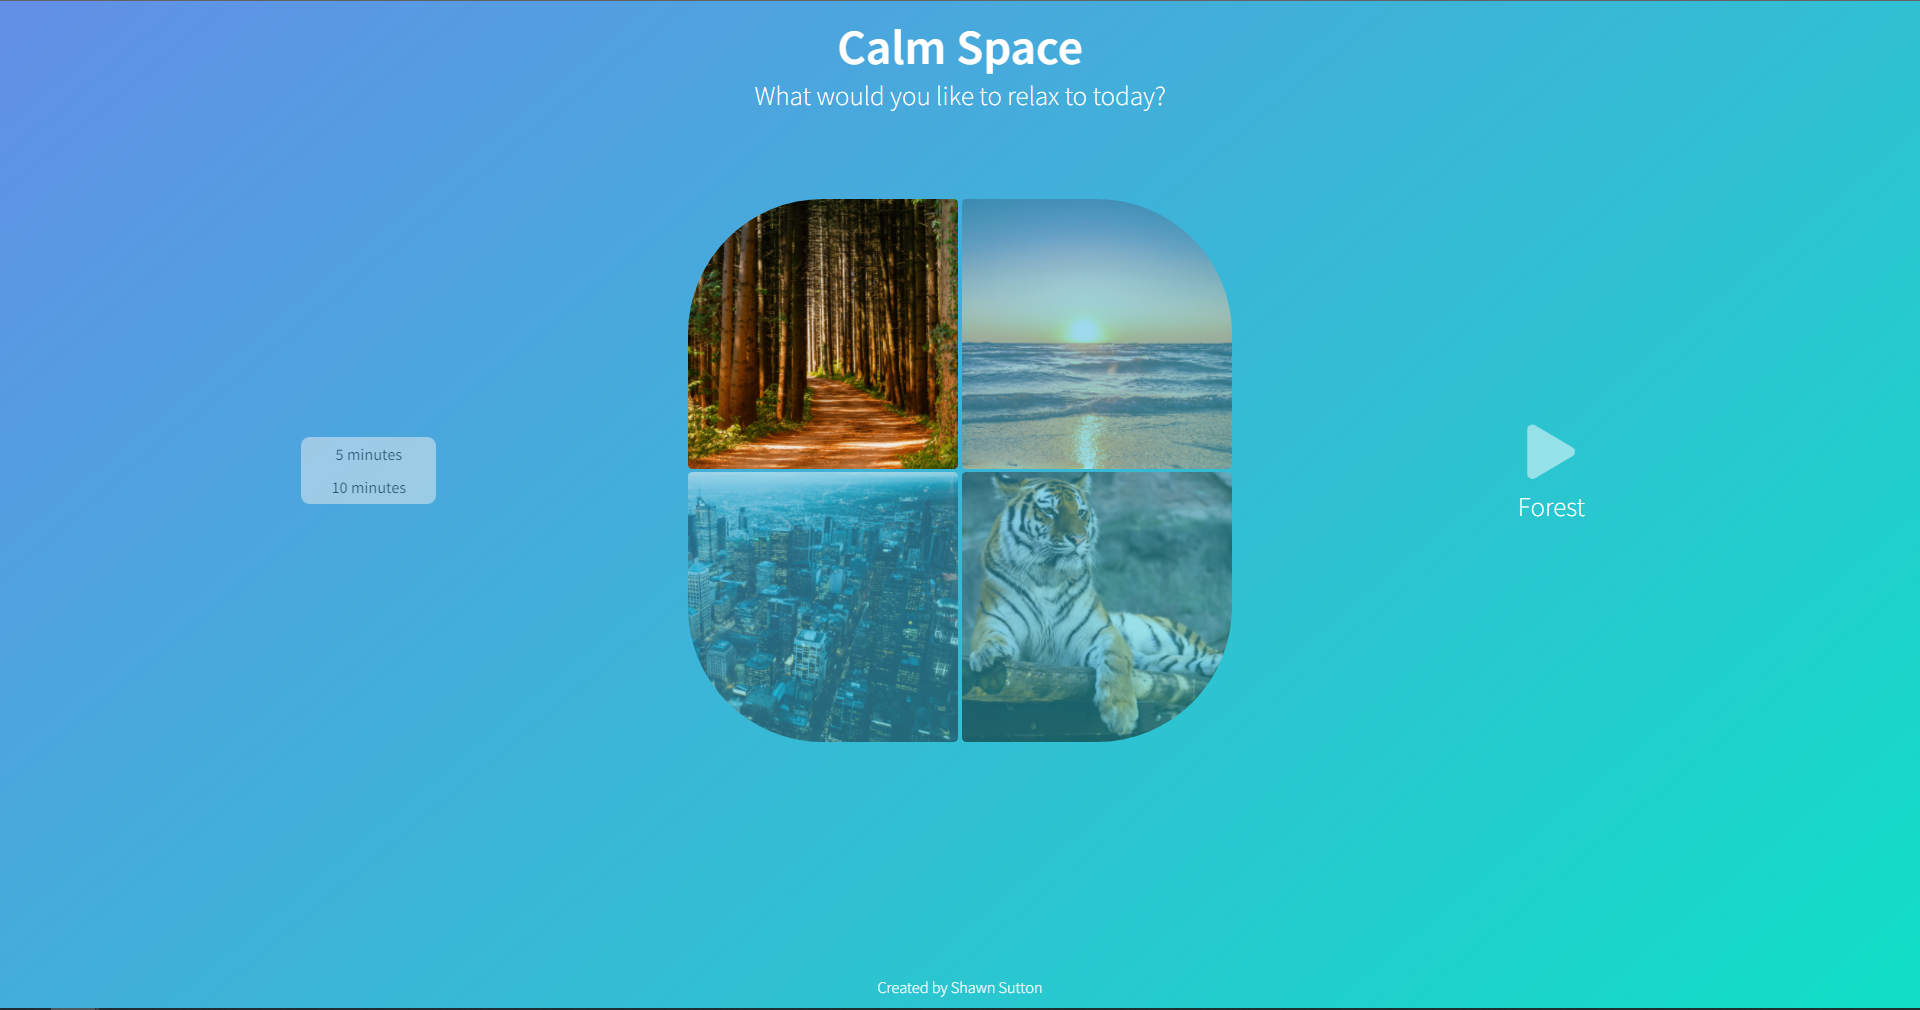 Calm Space
What would you like to relax to today?
5 minutes
10 minutes
Forest
Created by Shawn Sutton